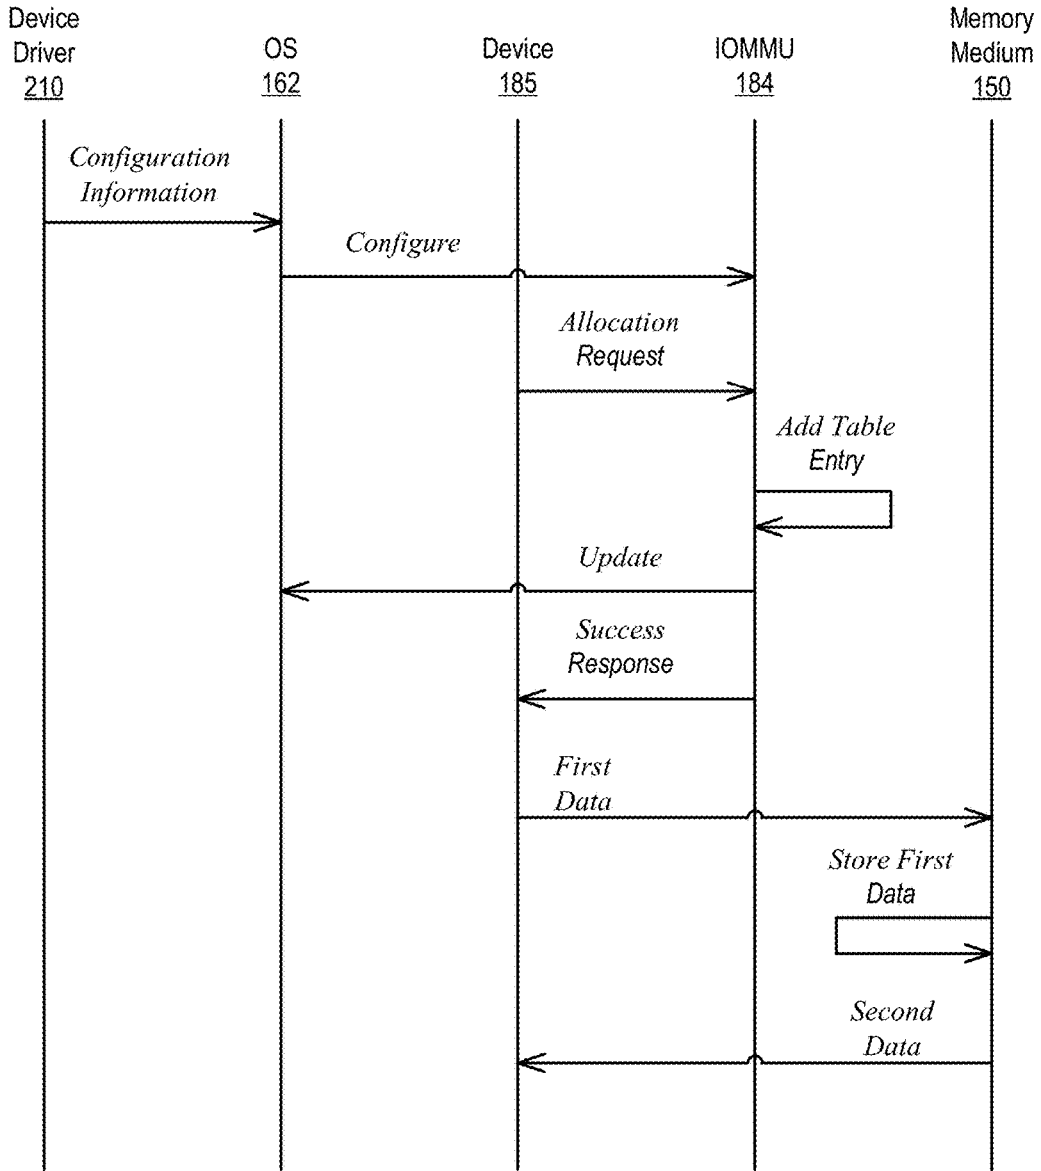 Device
Driver
210
OS
162
Device
185
IOMMU
184
Memory
Medium
150
Configuration
Information
Configure
Allocation
Request
Add Table
Entry
Update
Success
Response
First
Data
Store First
Data
Second
Data